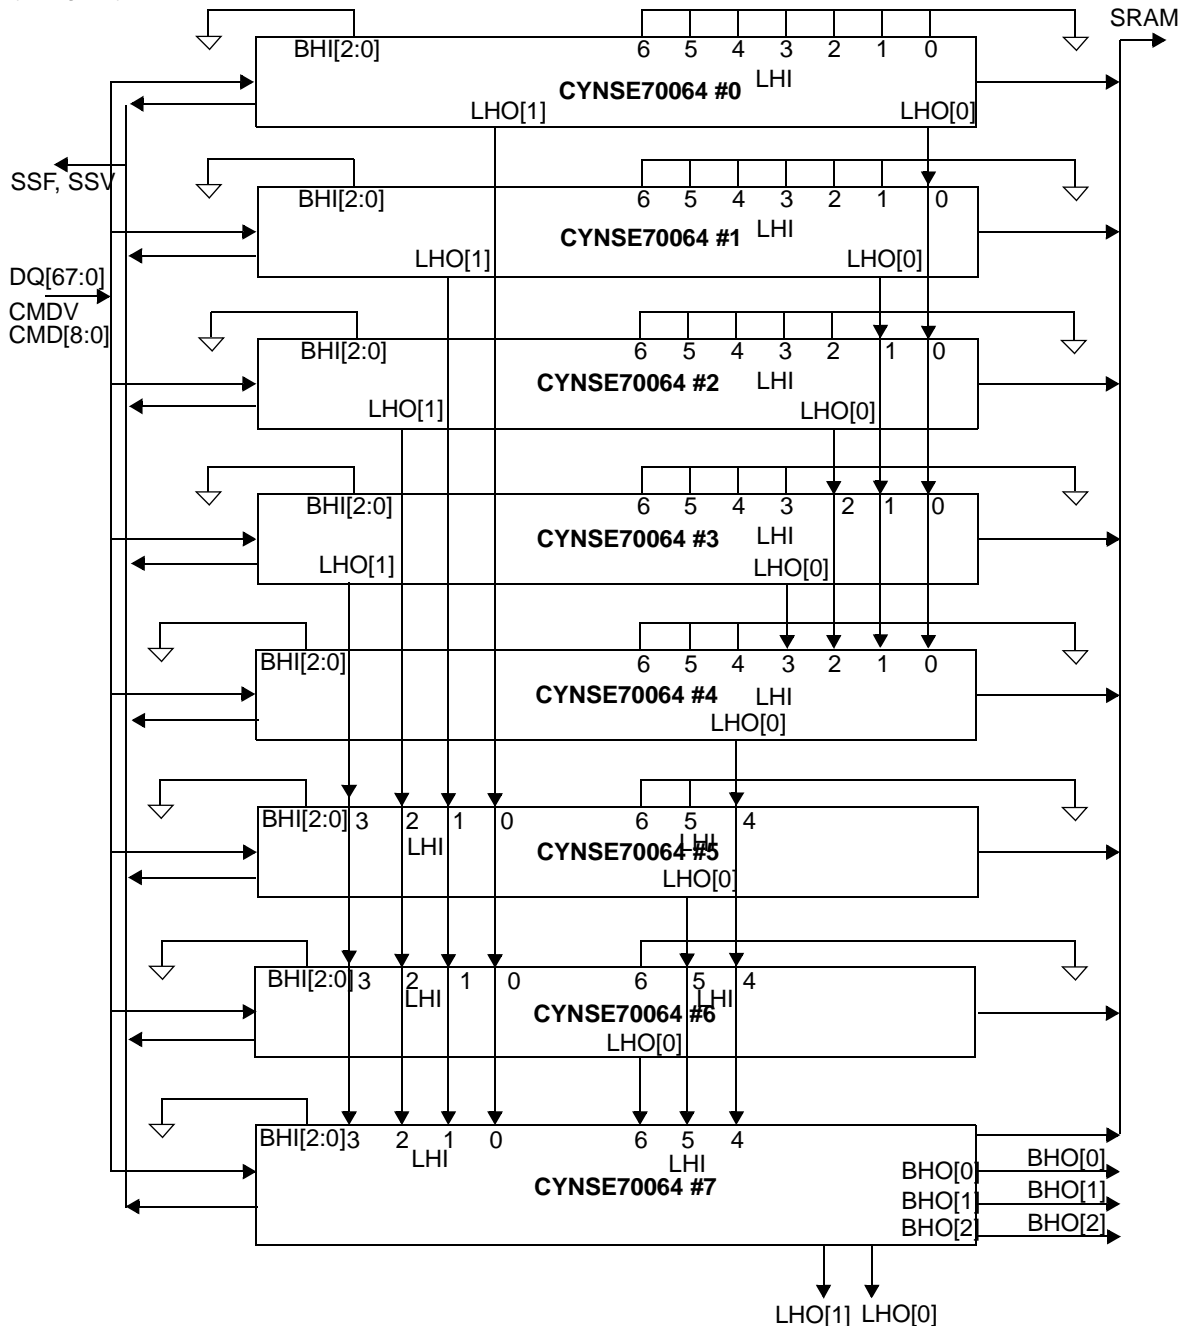 SRAM
BHI[2:0] 6 5 4 3 2 1 0
LHI
CYNSE70064 #0
LHO[1] LHO[0]
SSF, SSV
BHI[2:0] 6 5 4 3 2 1 0
LHI
CYNSE70064 #1
LHO[1] LHO[0]
DQ[67:0]
CMDV
CMD[8:0]
BHI[2:0] 6 5 4 3 2 1 0
LHI
CYNSE70064 #2
LHO[1] LHO[0]
BHI[2:0] 6 5 4 3 2 1 0
LHI
CYNSE70064 #3
LHO[1] LHO[0]
BHI[2:0] 6 5 4 3 2 1 0
LHI
CYNSE70064 #4
LHO[0]
BHI[2:0] 3 2 1 0 6 5 4
LHI LHI
CYNSE70064 #5
LHO[0]
BHI[2:0] 3 2 1 0 6 5 4
LHI LHI
CYNSE70064 #6
LHO[0]
BHI[2:0] 3 2 1 0 6 5 4
LHI LHI
CYNSE70064 #7
BHO[0] BHO[0]
BHO[1] BHO[1]
BHO[2] BHO[2]
LHO[1] LHO[0]